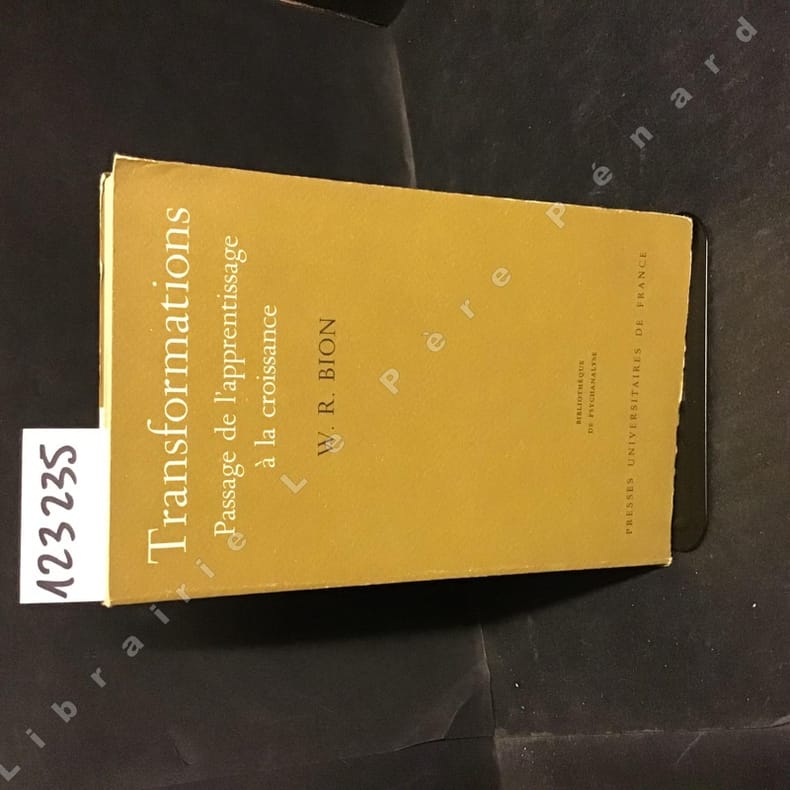 Transformations
Passage de l'apprentissage
à la croissance
W. R. BION
BIBLIOTHÈQUE
DE PSYCHANALYSE
PRESSES UNIVERSITAIRES DE FRANCE
123235
Librairie Le Père Pénard